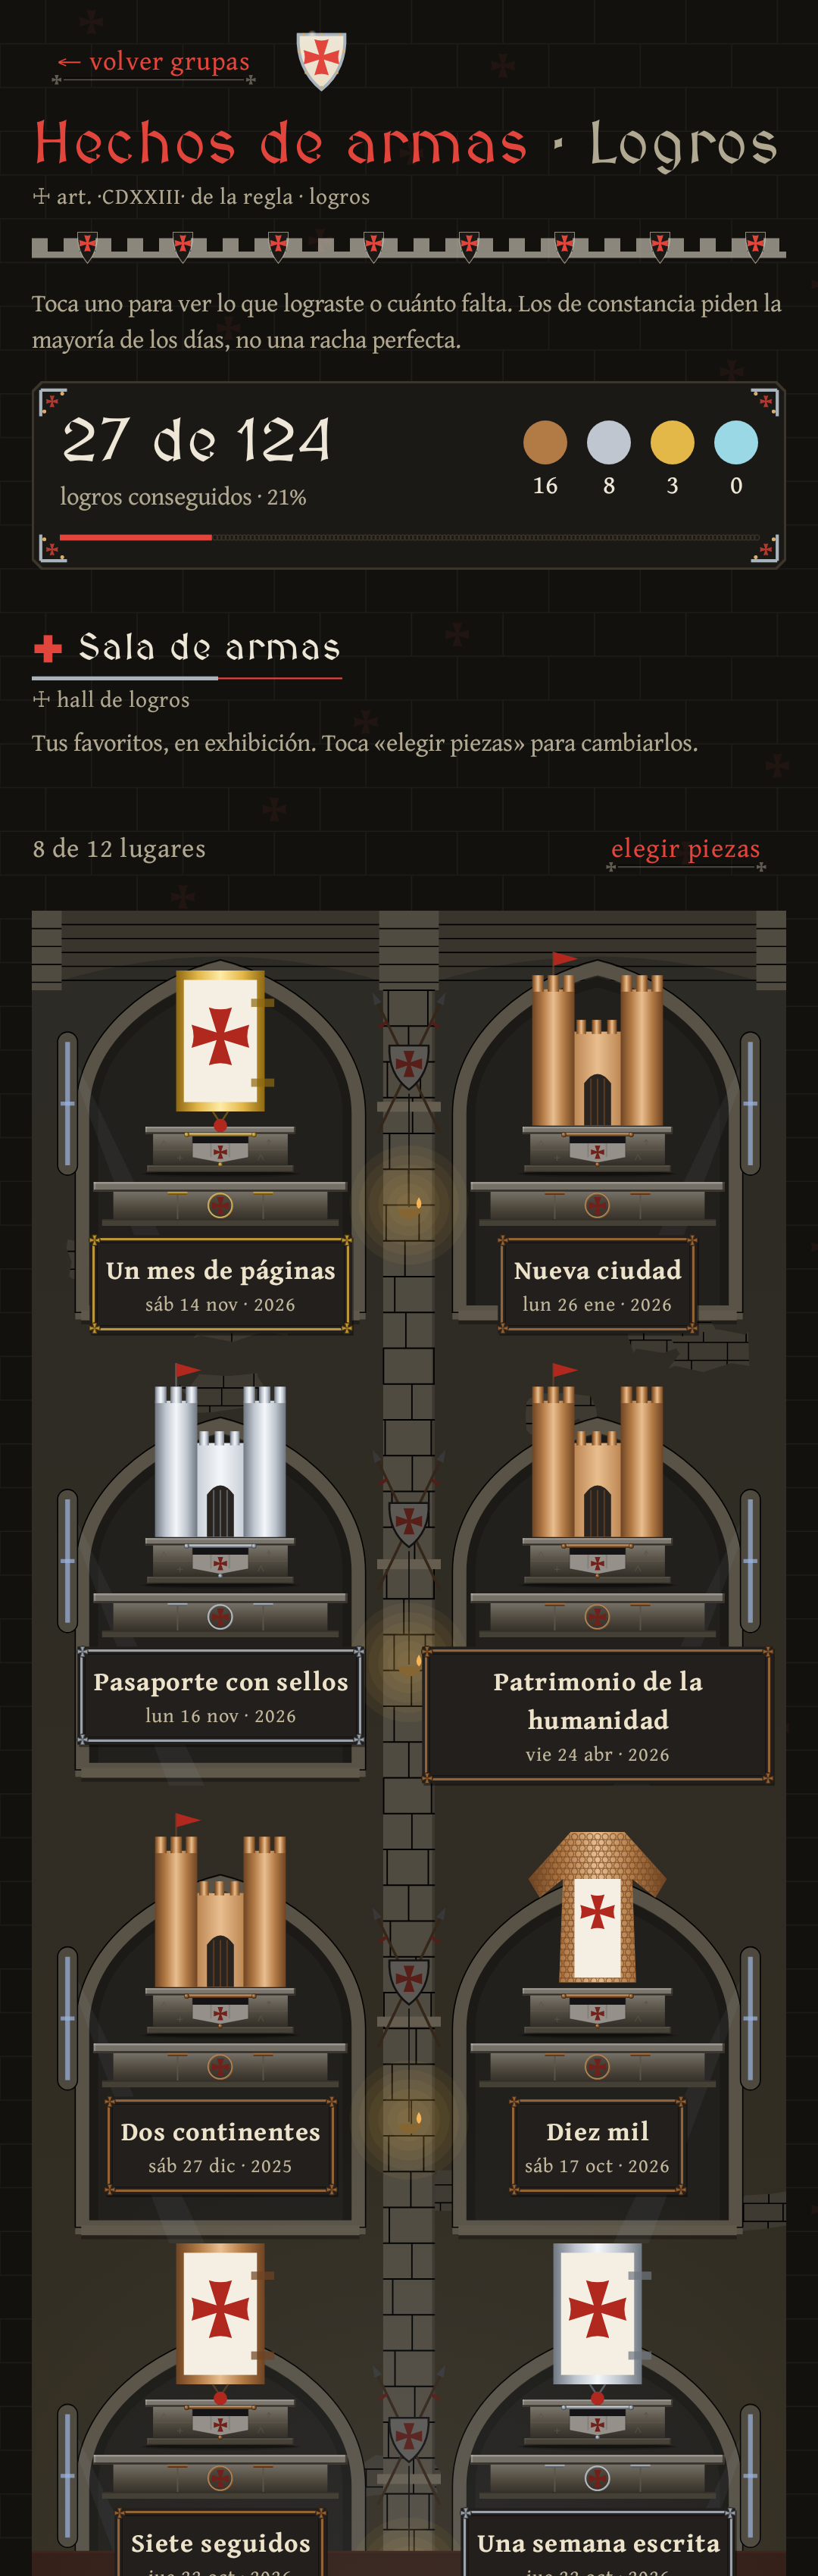 ← volver grupas
Hechos de armas · Logros
☩ art. ·CDXXIII· de la regla · logros
Toca uno para ver lo que lograste o cuánto falta. Los de constancia piden la
mayoría de los días, no una racha perfecta.
27 de 124
logros conseguidos · 21%
16 8 3 0
Sala de armas
☩ hall de logros
Tus favoritos, en exhibición. Toca «elegir piezas» para cambiarlos.
8 de 12 lugares
elegir piezas
Un mes de páginas
sáb 14 nov · 2026
Nueva ciudad
lun 26 ene · 2026
Pasaporte con sellos
lun 16 nov · 2026
Patrimonio de la
humanidad
vie 24 abr · 2026
Dos continentes
sáb 27 dic · 2025
Diez mil
sáb 17 oct · 2026
Siete seguidos
Una semana escrita